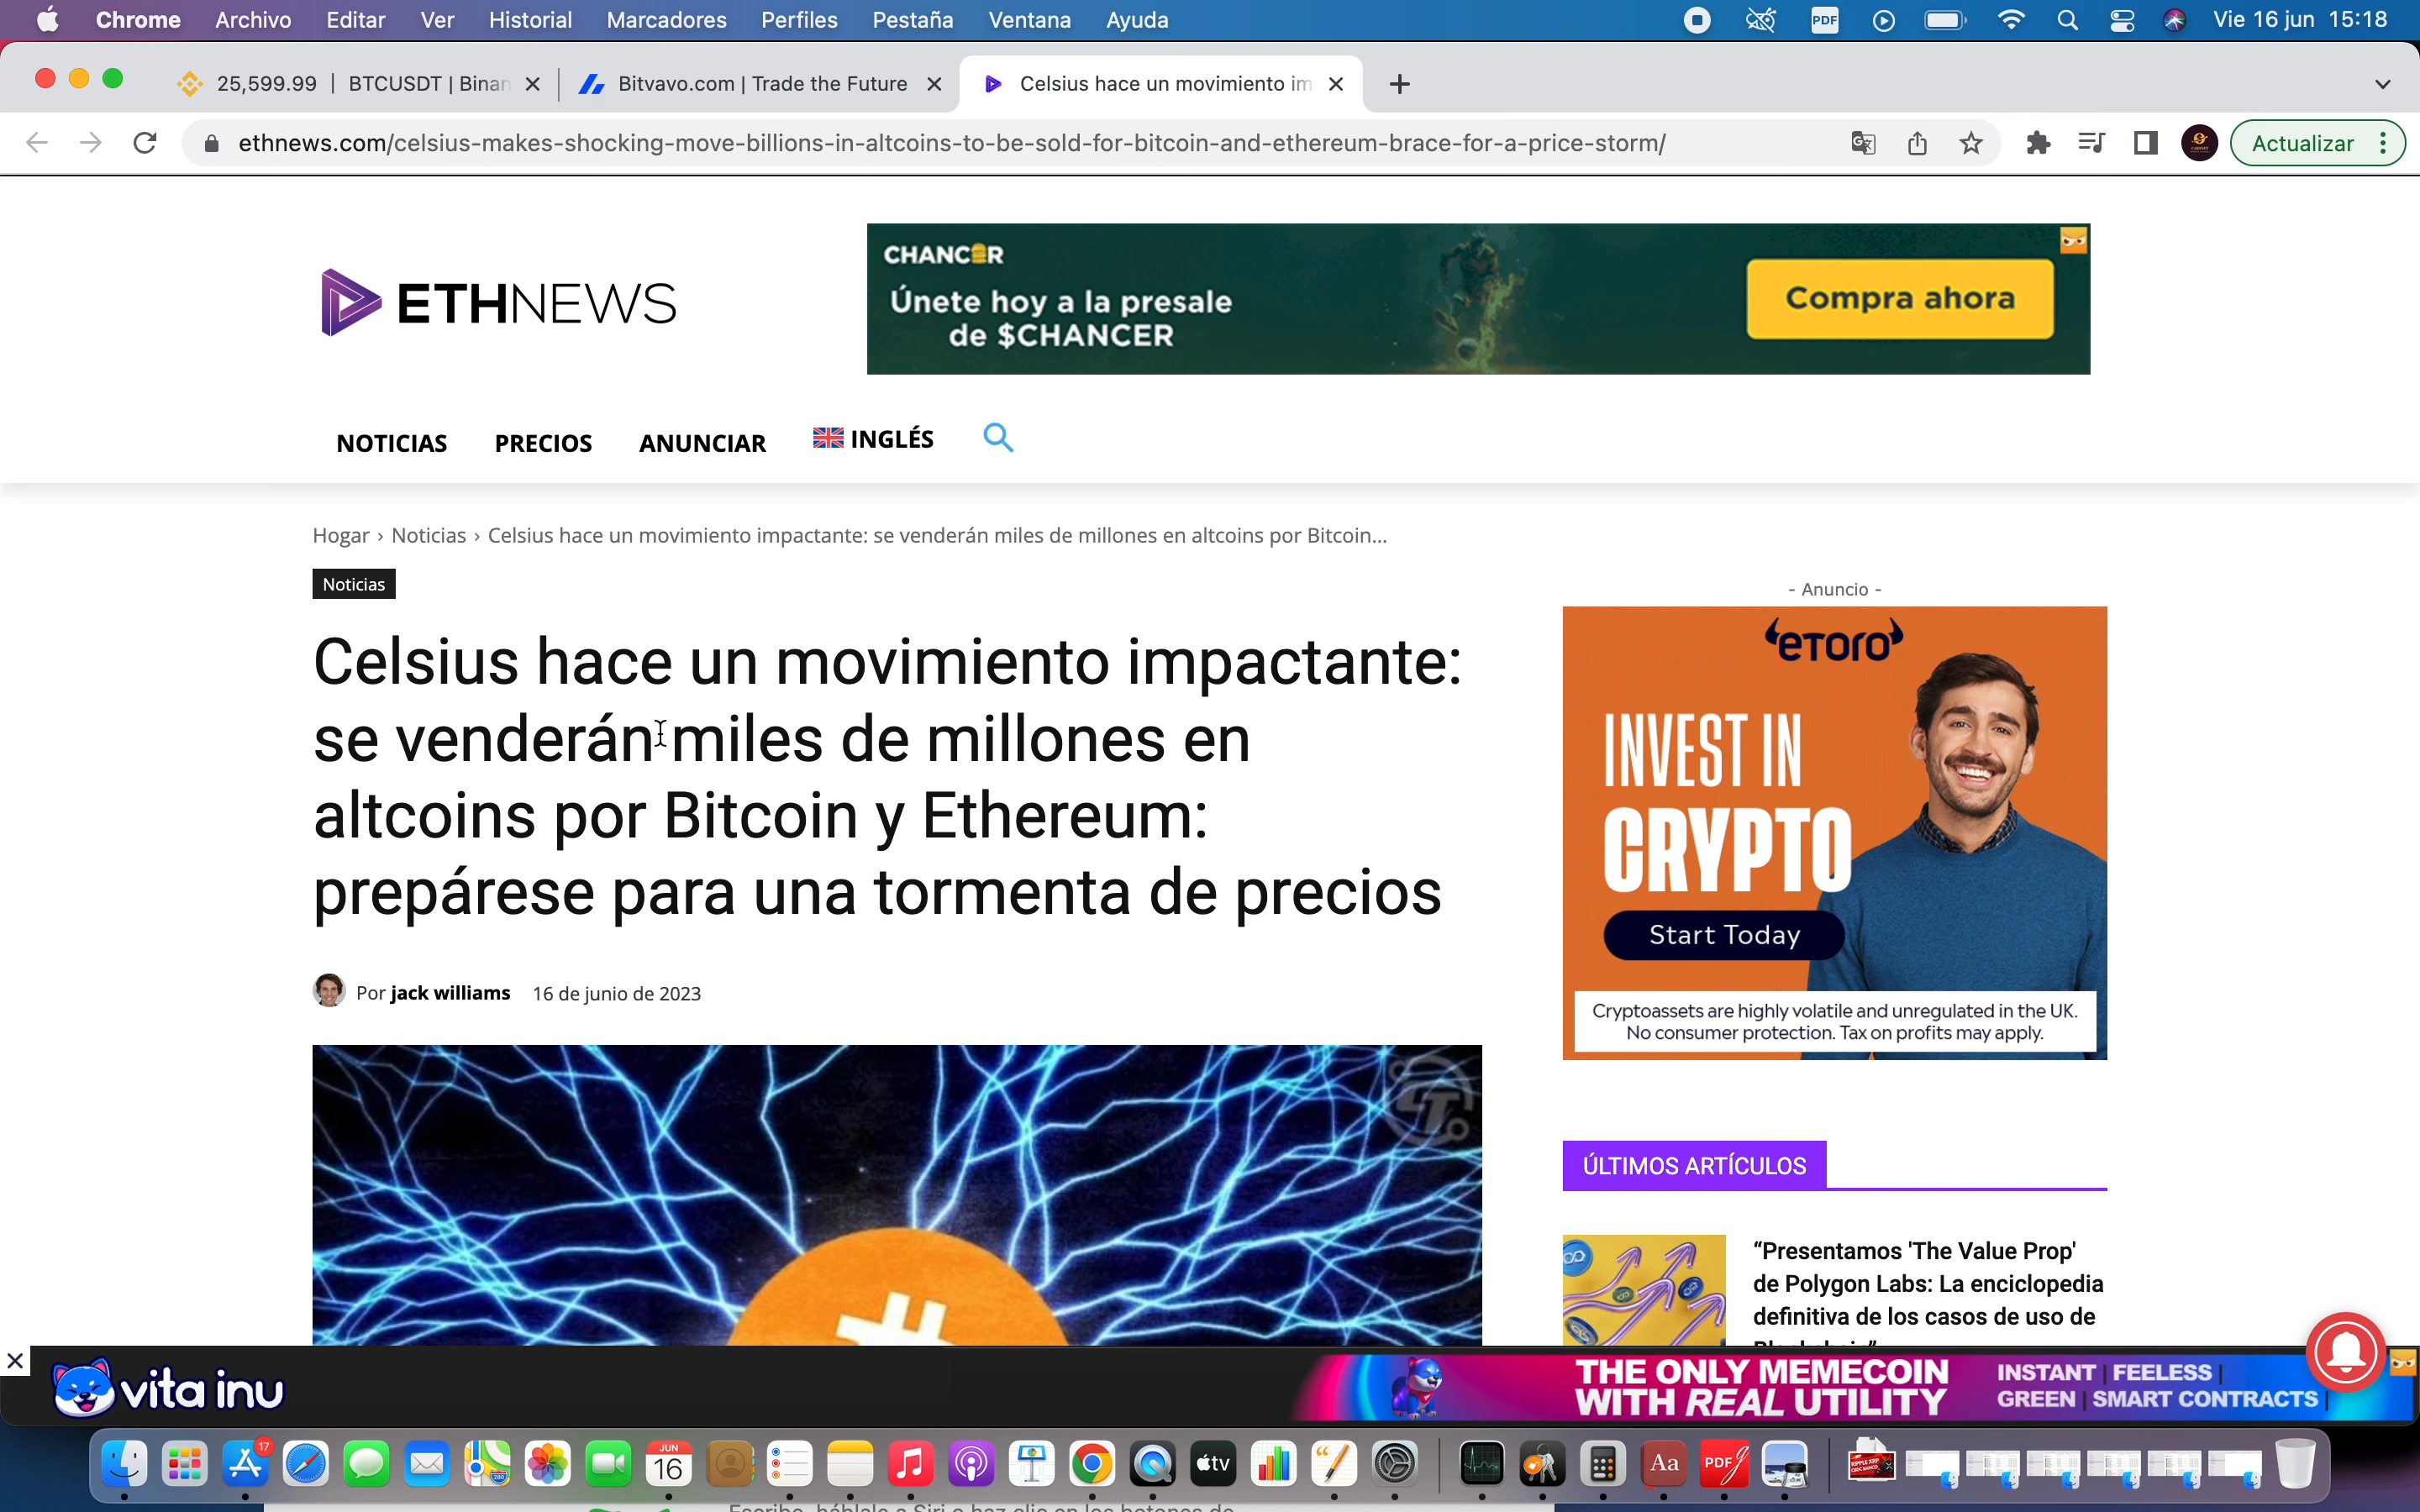 Chrome Archivo Editar Ver Historial Marcadores Perfiles Pestaña Ventana Ayuda PDF Vie 16 jun 15:18
25,599.99 | BTCUSDT | Binan
Bitvavo.com | Trade the Future
Celsius hace un movimiento im
ethnews.com/celsius-makes-shocking-move-billions-in-altcoins-to-be-sold-for-bitcoin-and-ethereum-brace-for-a-price-storm/
Actualizar
ETHNEWS
CHANCER
Únete hoy a la presale
de $CHANCER
Compra ahora
NOTICIAS PRECIOS ANUNCIAR INGLÉS
Hogar › Noticias › Celsius hace un movimiento impactante: se venderán miles de millones en altcoins por Bitcoin...
Noticias
Celsius hace un movimiento impactante:
se venderán miles de millones en
altcoins por Bitcoin y Ethereum:
prepárese para una tormenta de precios
Por jack williams 16 de junio de 2023
- Anuncio -
eTORO
INVEST IN
CRYPTO
Start Today
Cryptoassets are highly volatile and unregulated in the UK.
No consumer protection. Tax on profits may apply.
ÚLTIMOS ARTÍCULOS
“Presentamos 'The Value Prop'
de Polygon Labs: La enciclopedia
definitiva de los casos de uso de
vita inu
THE ONLY MEMECOIN
WITH REAL UTILITY
INSTANT | FEELESS |
GREEN | SMART CONTRACTS |
17
JUN
16
tv
Aa
PDF